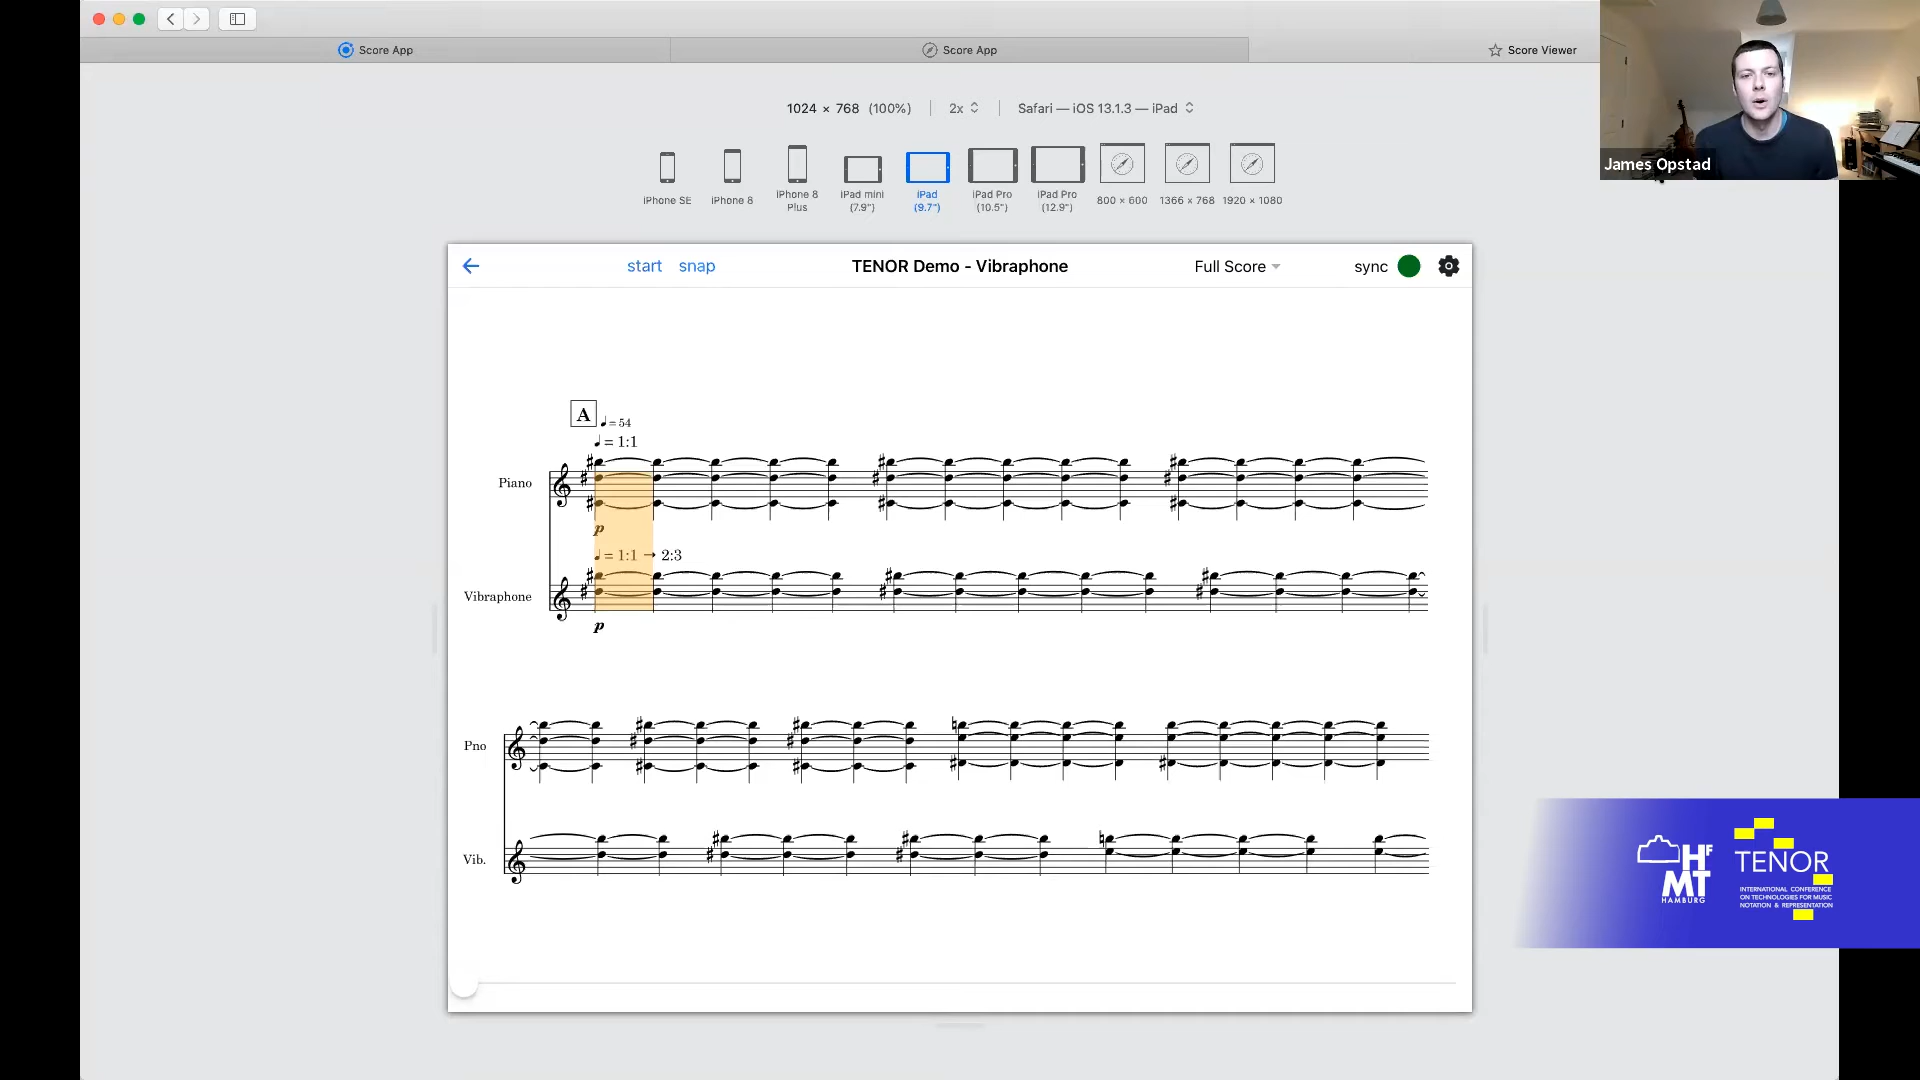 Score App
Score App
Score Viewer
1024 × 768 (100%)
2x
Safari — iOS 13.1.3 — iPad
iPhone SE
iPhone 8
iPhone 8
Plus
iPad mini
(7.9")
iPad
(9.7")
iPad Pro
(10.5")
iPad Pro
(12.9")
800 × 600
1366 × 768
1920 × 1080
James Opstad
start
snap
TENOR Demo - Vibraphone
Full Score
sync
A
♩ = 54
♩ = 1:1
Piano
p
♩ = 1:1 → 2:3
Vibraphone
p
Pno
Vib.
HfMT
HAMBURG
TENOR
INTERNATIONAL CONFERENCE
ON TECHNOLOGIES FOR MUSIC
NOTATION & REPRESENTATION